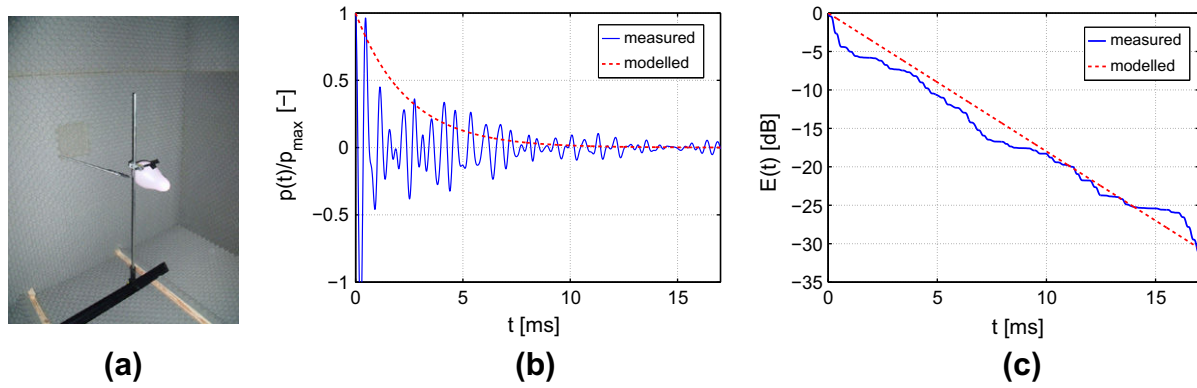 1
0.5
0
−0.5
−1
0
5
10
15
p(t)/p_max [−]
t [ms]
measured
modelled
0
−5
−10
−15
−20
−25
−30
−35
0
5
10
15
E(t) [dB]
t [ms]
measured
modelled
(a)
(b)
(c)